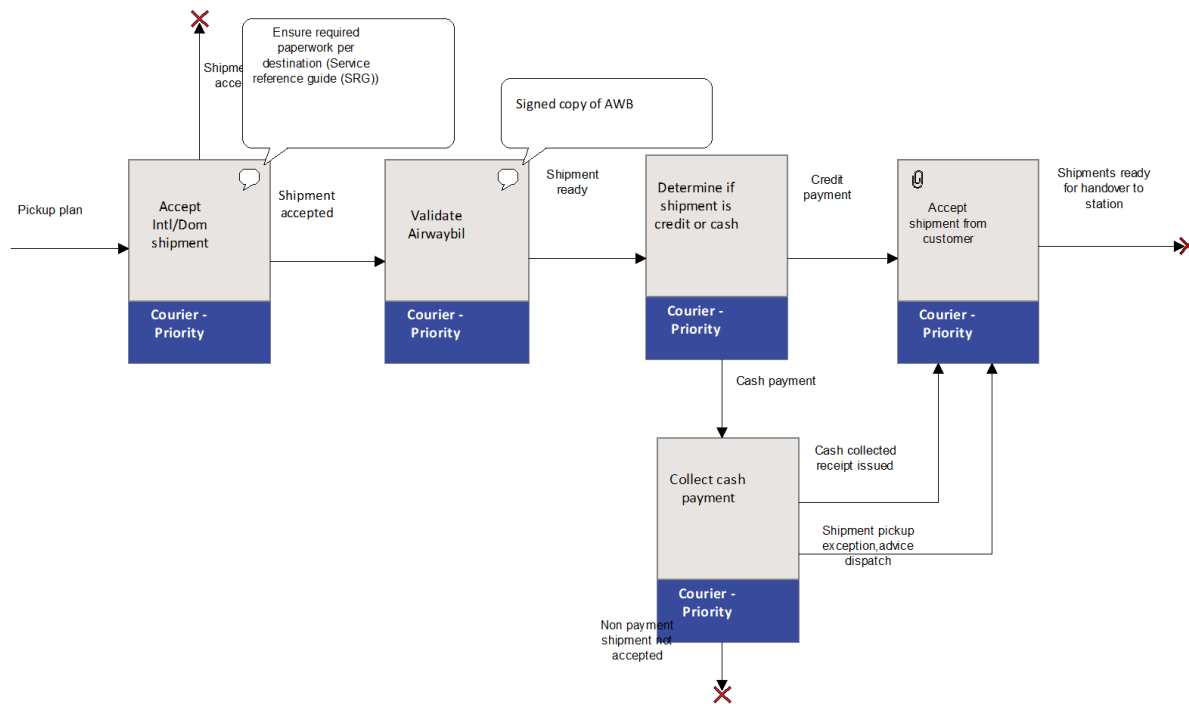 Ensure required
paperwork per
destination (Service
reference guide (SRG))
Signed copy of AWB
Pickup plan
Accept
Intl/Dom
shipment
Courier -
Priority
Shipment
accepted
Validate
Airwaybil
Courier -
Priority
Shipment
ready
Determine if
shipment is
credit or cash
Courier -
Priority
Credit
payment
Accept
shipment from
customer
Courier -
Priority
Shipments ready
for handover to
station
Cash payment
Collect cash
payment
Courier -
Priority
Cash collected
receipt issued
Shipment pickup
exception,advice
dispatch
Non payment
shipment not
accepted